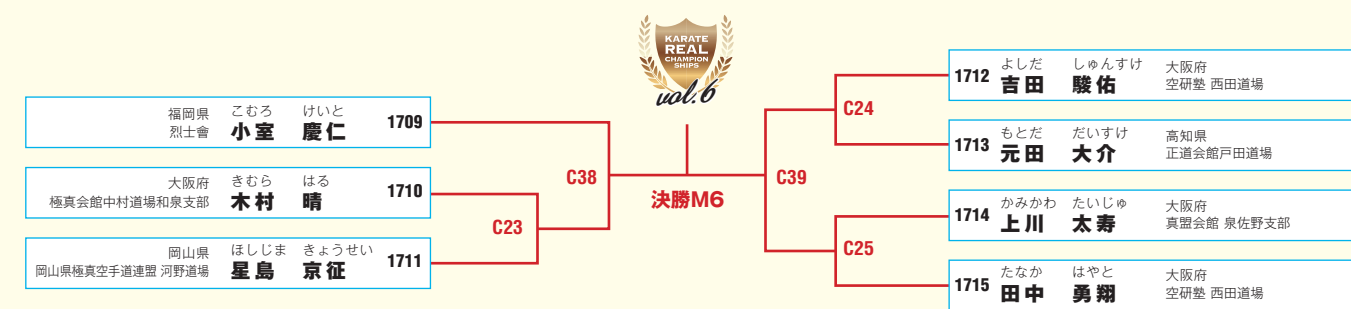 KARATE
REAL
CHAMPION
SHIPS
vol.6
福岡県
烈士會
こむろ けいと
小室 慶仁
1709
大阪府
極真会館中村道場和泉支部
きむら はる
木村 晴
1710
岡山県
岡山県極真空手道連盟 河野道場
ほしじま きょうせい
星島 京征
1711
C23
C38
決勝M6
C39
C24
C25
1712
よしだ しゅんすけ
吉田 駿佑
大阪府
空研塾 西田道場
1713
もとだ だいすけ
元田 大介
高知県
正道会館戸田道場
1714
かみかわ たいじゅ
上川 太寿
大阪府
真盟会館 泉佐野支部
1715
たなか はやと
田中 勇翔
大阪府
空研塾 西田道場